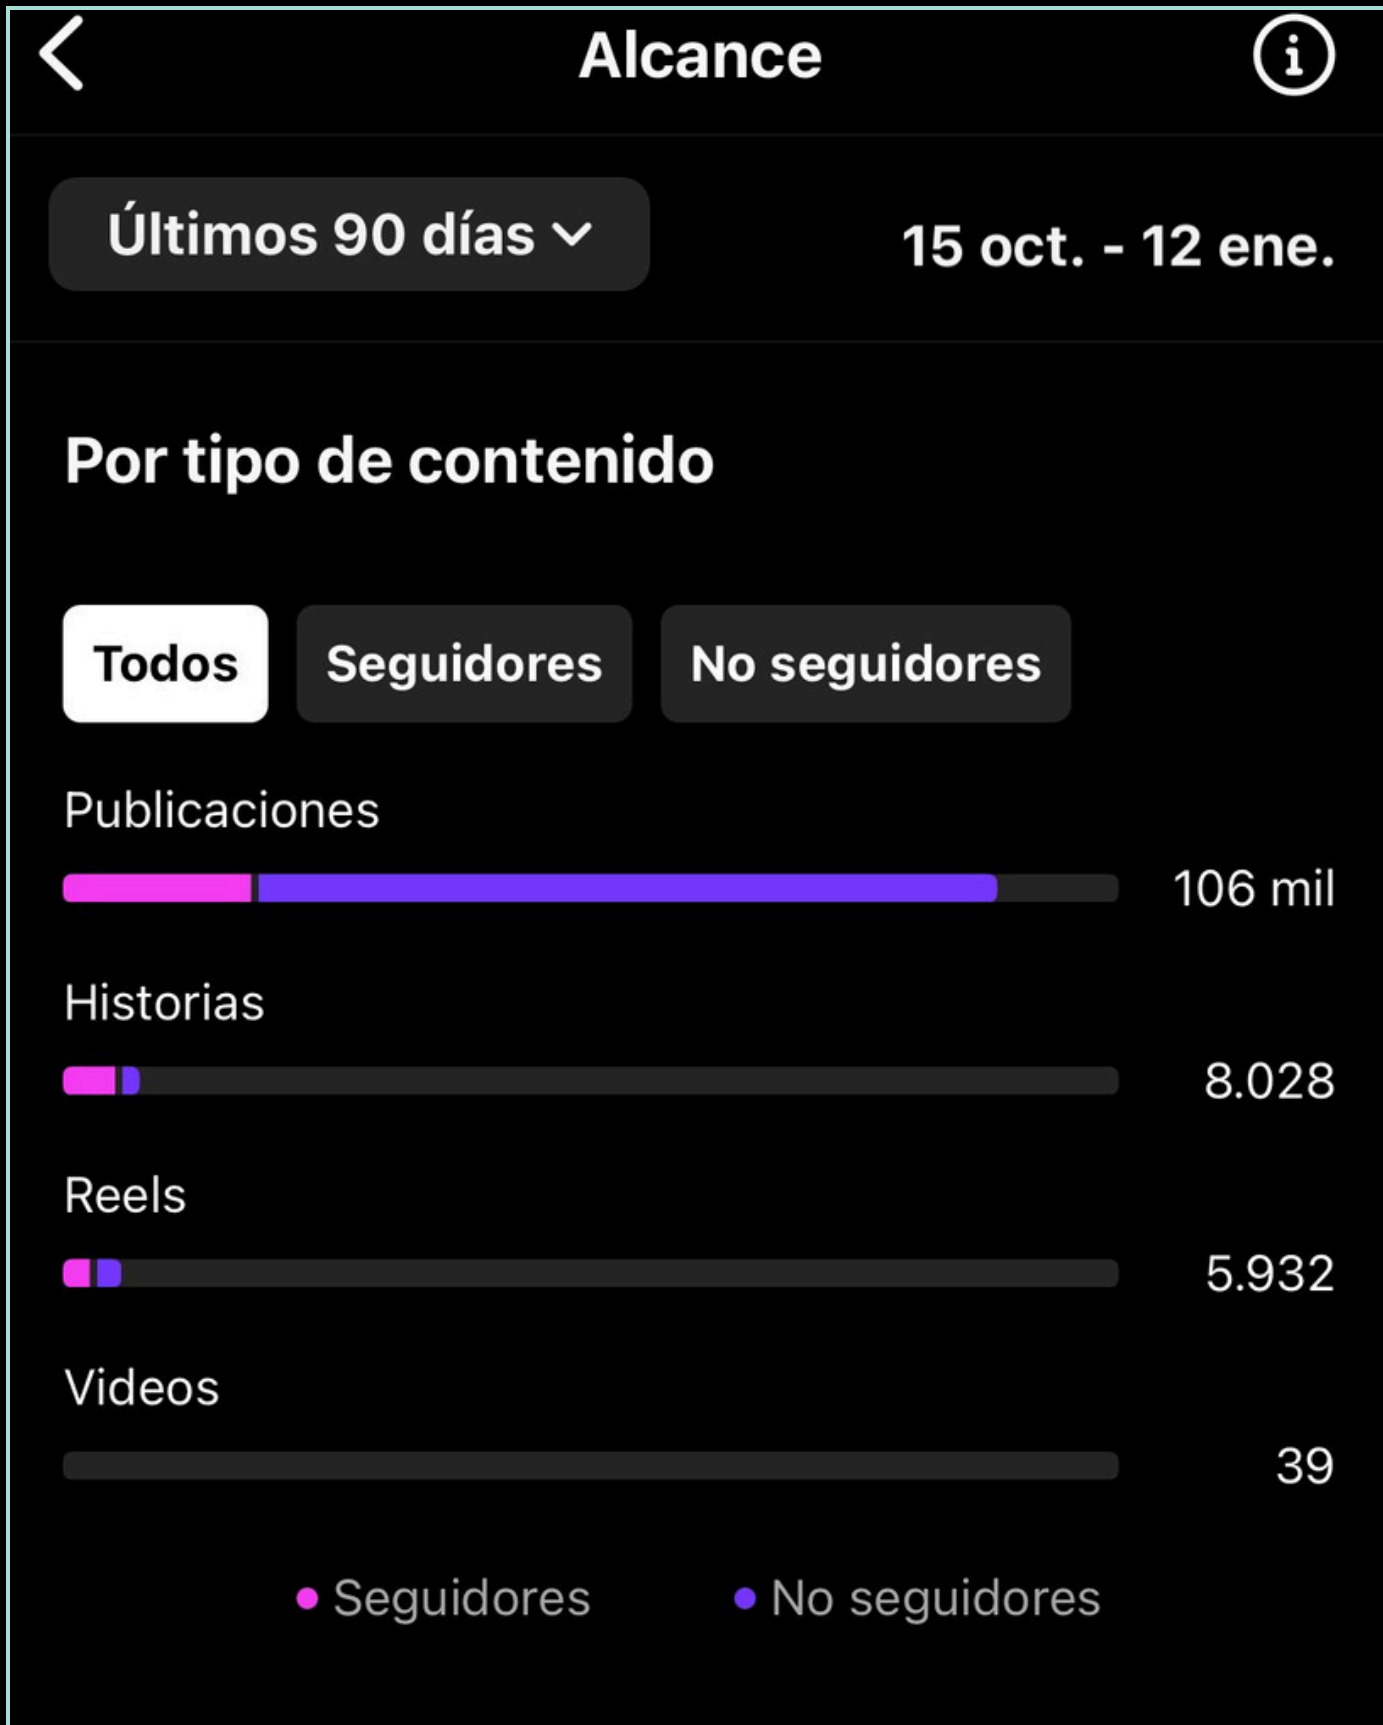 Alcance
Últimos 90 días
15 oct. - 12 ene.
Por tipo de contenido
Todos
Seguidores
No seguidores
Publicaciones
106 mil
Historias
8.028
Reels
5.932
Videos
39
Seguidores
No seguidores